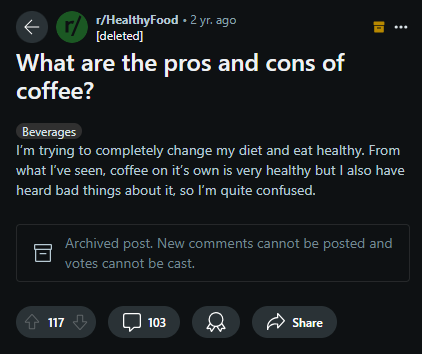 r/HealthyFood • 2 yr. ago
[deleted]
What are the pros and cons of
coffee?
Beverages
I'm trying to completely change my diet and eat healthy. From
what I've seen, coffee on it's own is very healthy but I also have
heard bad things about it, so I'm quite confused.
Archived post. New comments cannot be posted and
votes cannot be cast.
117 103 Share